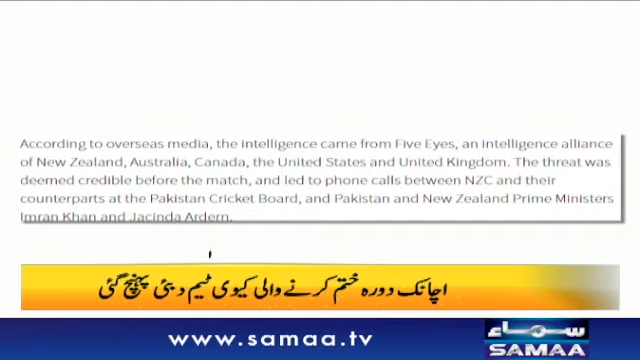 According to overseas media, the intelligence came from Five Eyes, an intelligence alliance
of New Zealand, Australia, Canada, the United States and United Kingdom. The threat was
deemed credible before the match, and led to phone calls between NZC and their
counterparts at the Pakistan Cricket Board, and Pakistan and New Zealand Prime Ministers
Imran Khan and Jacinda Ardern.
اچانک دورہ ختم کرنے والی کیوی ٹیم دبئی پہنچ گئی
www.samaa.tv
سماء
SAMAA